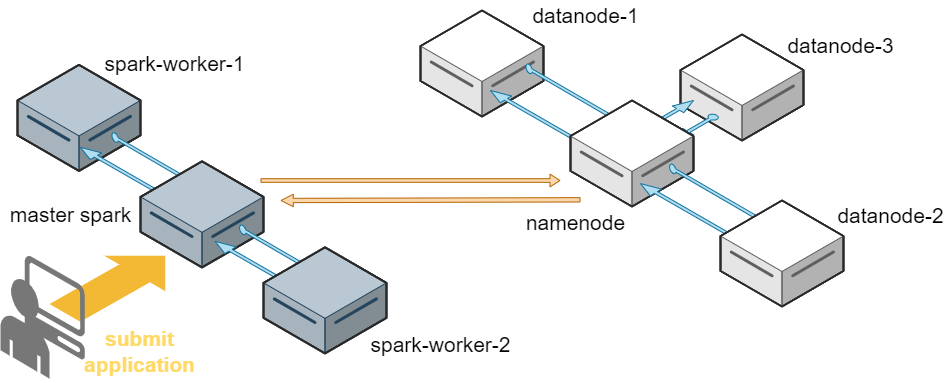 datanode-1
datanode-3
spark-worker-1
master spark
namenode
datanode-2
submit
application
spark-worker-2